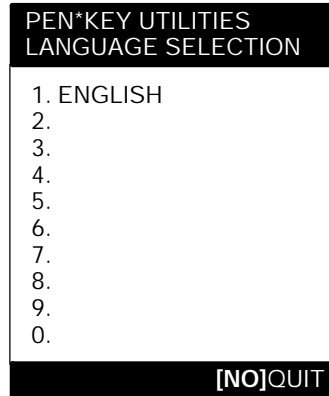 PEN*KEY UTILITIES
LANGUAGE SELECTION
1. ENGLISH
2.
3.
4.
5.
6.
7.
8.
9.
0.
[NO]QUIT